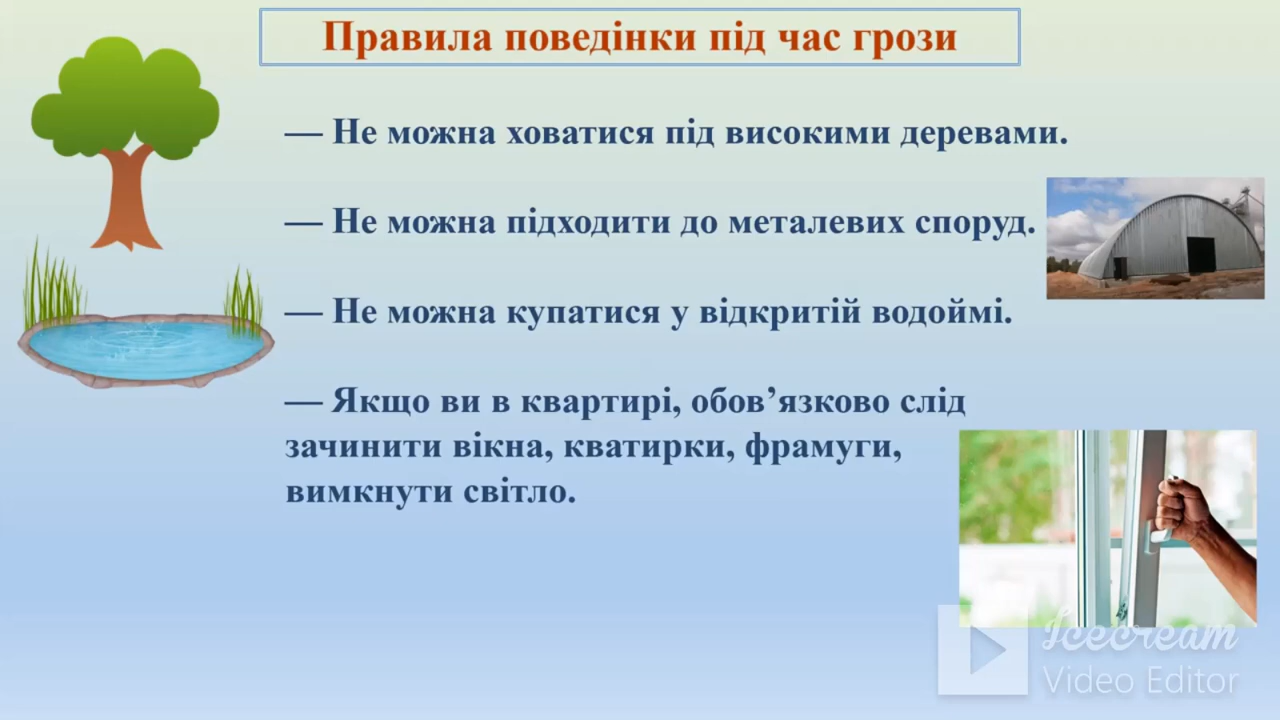 Правила поведінки під час грози
— Не можна ховатися під високими деревами.
— Не можна підходити до металевих споруд.
— Не можна купатися у відкритій водоймі.
— Якщо ви в квартирі, обов’язково слід
зачинити вікна, кватирки, фрамуги,
вимкнути світло.
Icecream
Video Editor